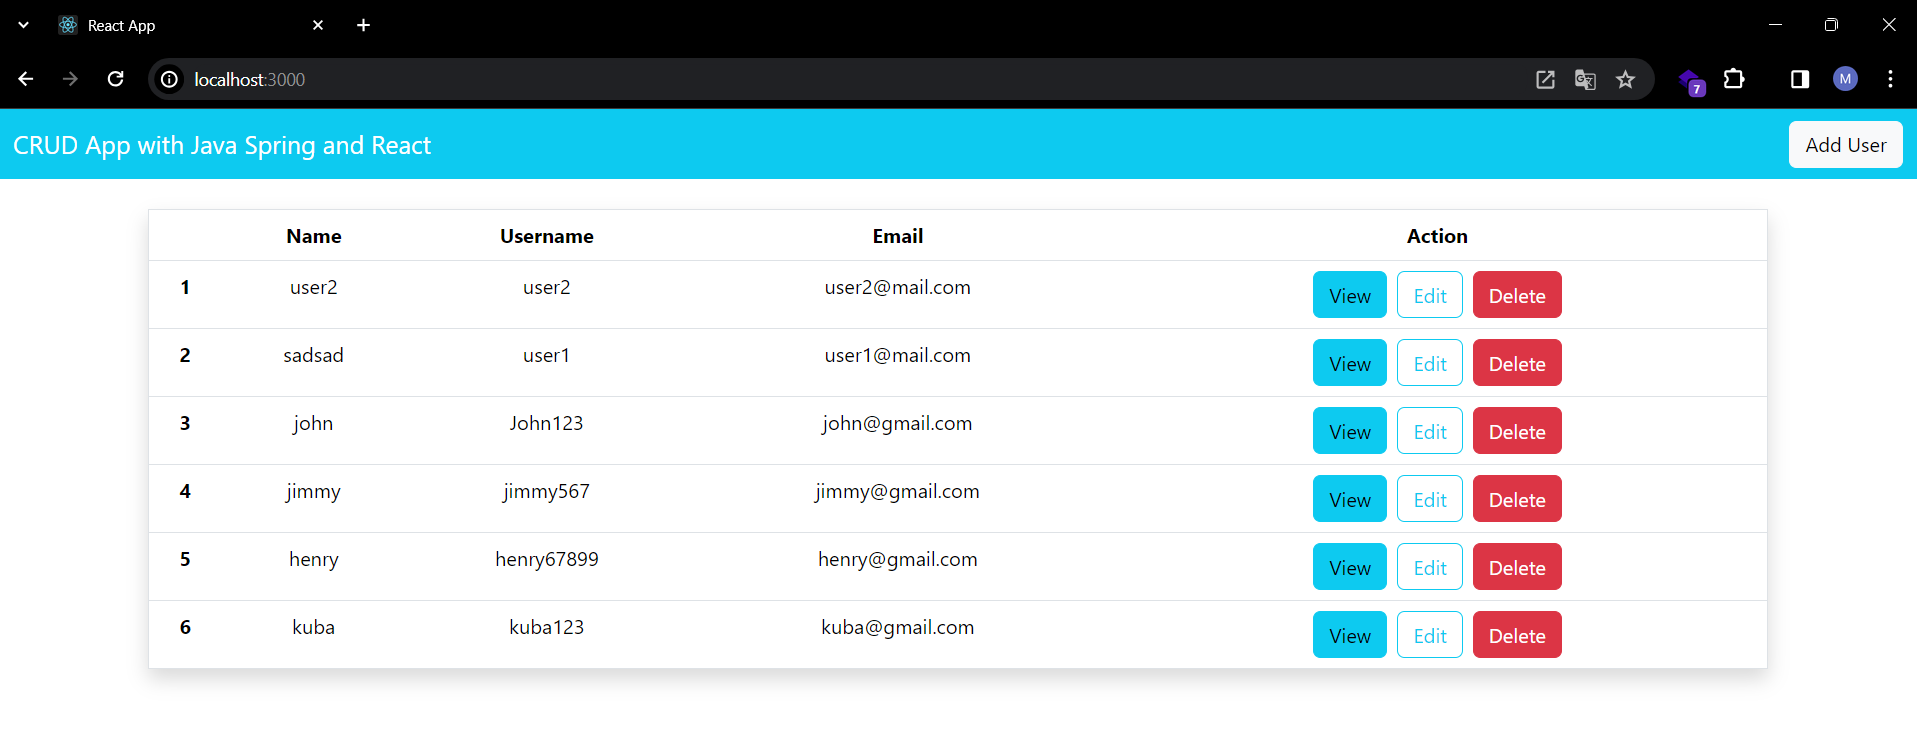 React App
localhost:3000
7
M
CRUD App with Java Spring and React
Add User
Name Username Email Action
1 user2 user2 user2@mail.com View Edit Delete
2 sadsad user1 user1@mail.com View Edit Delete
3 john John123 john@gmail.com View Edit Delete
4 jimmy jimmy567 jimmy@gmail.com View Edit Delete
5 henry henry67899 henry@gmail.com View Edit Delete
6 kuba kuba123 kuba@gmail.com View Edit Delete